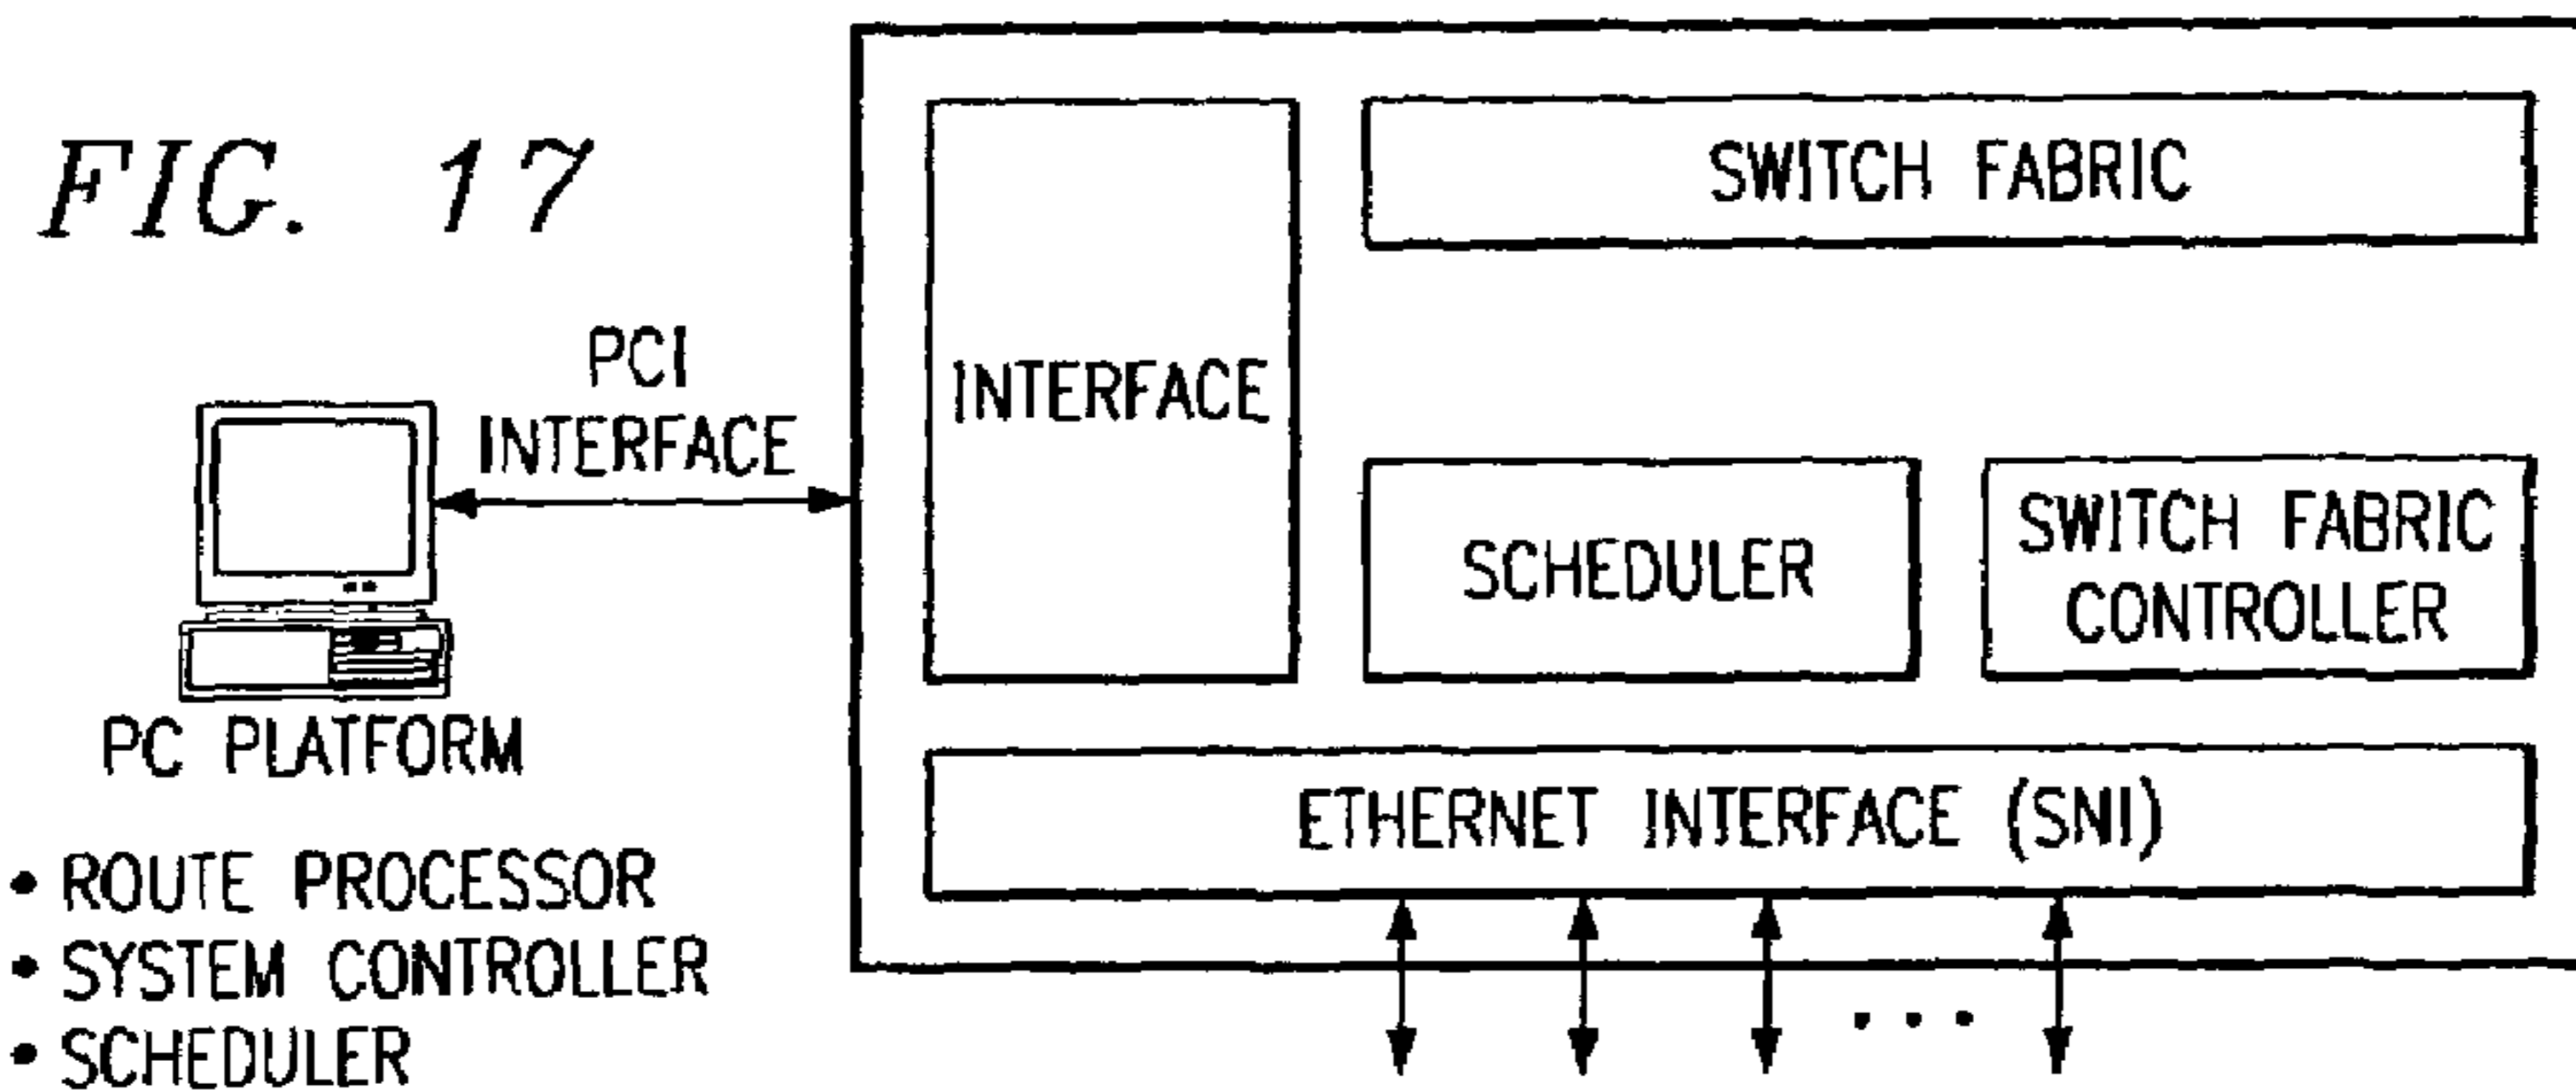 FIG. 17
PCI
INTERFACE
PC PLATFORM
• ROUTE PROCESSOR
• SYSTEM CONTROLLER
• SCHEDULER
INTERFACE
SWITCH FABRIC
SCHEDULER
SWITCH FABRIC
CONTROLLER
ETHERNET INTERFACE (SNI)
. . .